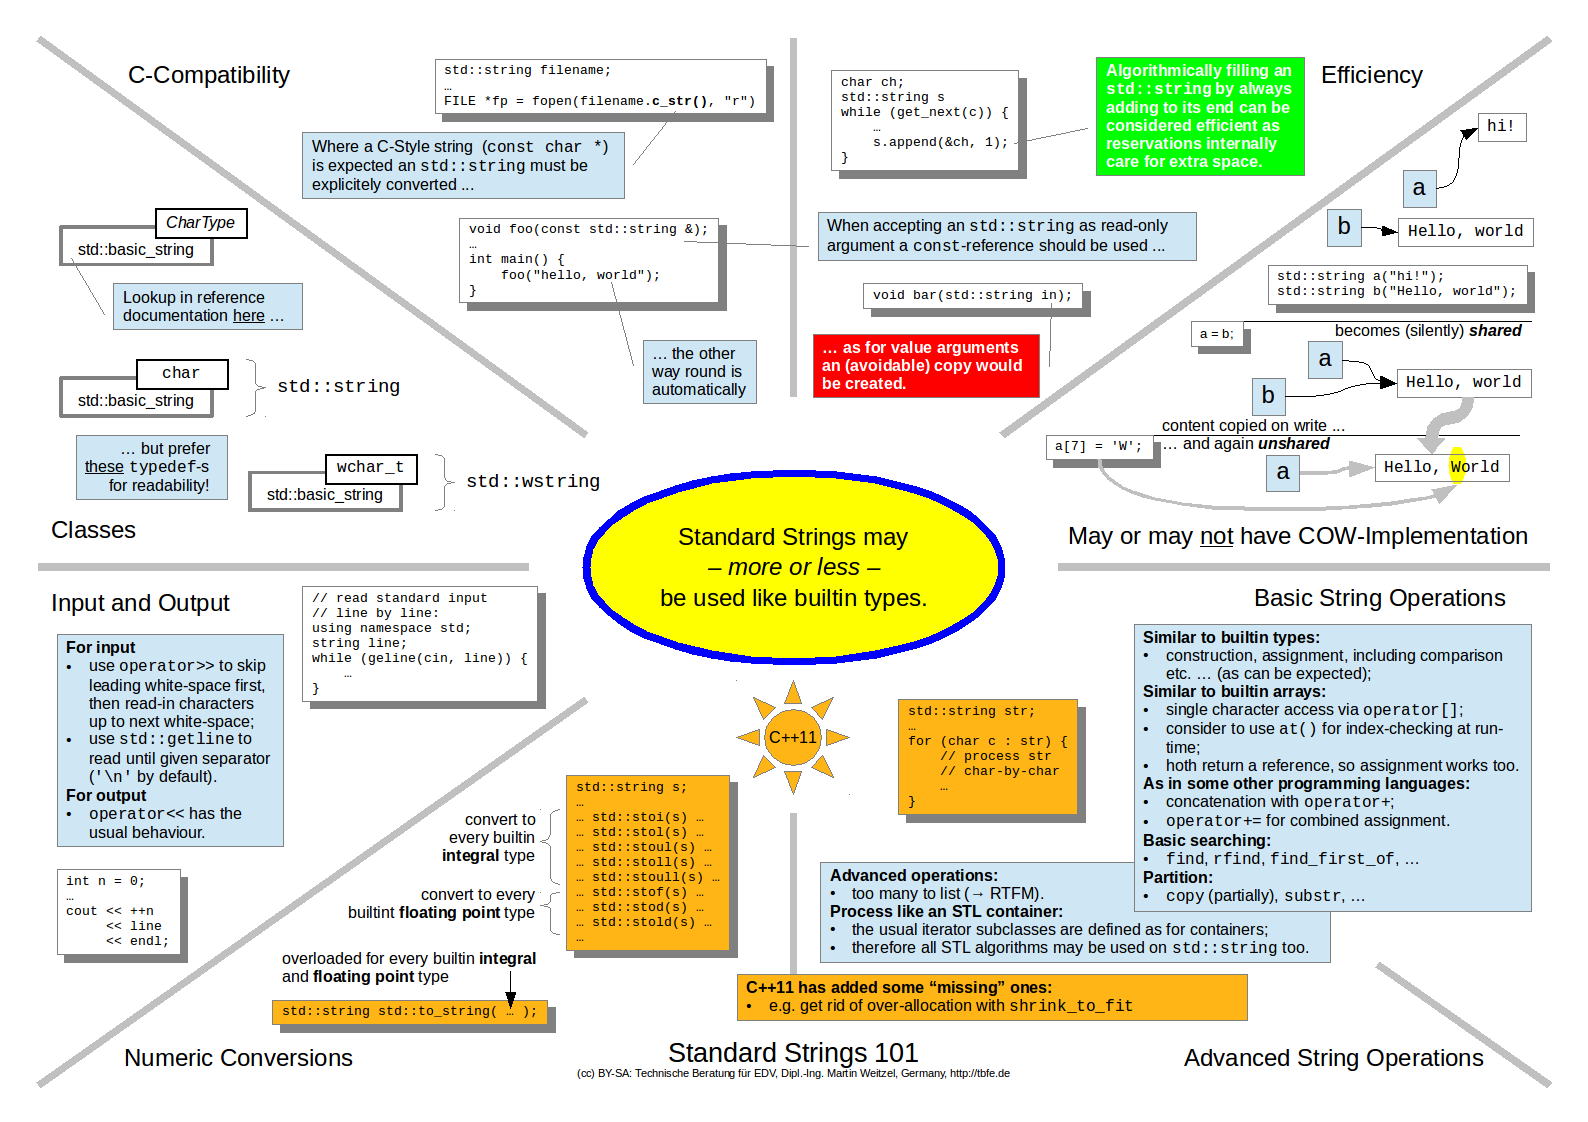 C-Compatibility
std::string filename;
…
FILE *fp = fopen(filename.c_str(), "r")
Where a C-Style string (const char *)
is expected an std::string must be
explicitely converted ...
void foo(const std::string &);
…
int main() {
foo("hello, world");
}
… the other
way round is
automatically
Efficiency
char ch;
std::string s
while (get_next(c)) {
…
s.append(&ch, 1);
}
Algorithmically filling an
std::string by always
adding to its end can be
considered efficient as
reservations internally
care for extra space.
When accepting an std::string as read-only
argument a const-reference should be used ...
void bar(std::string in);
… as for value arguments
an (avoidable) copy would
be created.
hi!
a
b
Hello, world
std::string a("hi!");
std::string b("Hello, world");
a = b;
becomes (silently) shared
a
b
Hello, world
content copied on write ...
a[7] = 'W';
… and again unshared
a
Hello, World
May or may not have COW-Implementation
CharType
std::basic_string
Lookup in reference
documentation here …
char
std::basic_string
std::string
… but prefer
these typedef-s
for readability!
wchar_t
std::basic_string
std::wstring
Classes
Standard Strings may
– more or less –
be used like builtin types.
Input and Output
For input
• use operator>> to skip
leading white-space first,
then read-in characters
up to next white-space;
• use std::getline to
read until given separator
('\n' by default).
For output
• operator<< has the
usual behaviour.
// read standard input
// line by line:
using namespace std;
string line;
while (geline(cin, line)) {
…
}
int n = 0;
…
cout << ++n
<< line
<< endl;
C++11
Basic String Operations
Similar to builtin types:
• construction, assignment, including comparison
etc. … (as can be expected);
Similar to builtin arrays:
• single character access via operator[];
• consider to use at() for index-checking at run-
time;
• hoth return a reference, so assignment works too.
As in some other programming languages:
• concatenation with operator+;
• operator+= for combined assignment.
Basic searching:
• find, rfind, find_first_of, …
Partition:
• copy (partially), substr, …
std::string str;
…
for (char c : str) {
// process str
// char-by-char
…
}
convert to
every builtin
integral type
convert to every
builtint floating point type
std::string s;
…
… std::stoi(s) …
… std::stol(s) …
… std::stoul(s) …
… std::stoll(s) …
… std::stoull(s) …
… std::stof(s) …
… std::stod(s) …
… std::stold(s) …
…
overloaded for every builtin integral
and floating point type
std::string std::to_string( … );
Numeric Conversions
Advanced operations:
• too many to list (→ RTFM).
Process like an STL container:
• the usual iterator subclasses are defined as for containers;
• therefore all STL algorithms may be used on std::string too.
C++11 has added some “missing” ones:
• e.g. get rid of over-allocation with shrink_to_fit
Advanced String Operations
Standard Strings 101
(cc) BY-SA: Technische Beratung für EDV, Dipl.-Ing. Martin Weitzel, Germany, http://tbfe.de